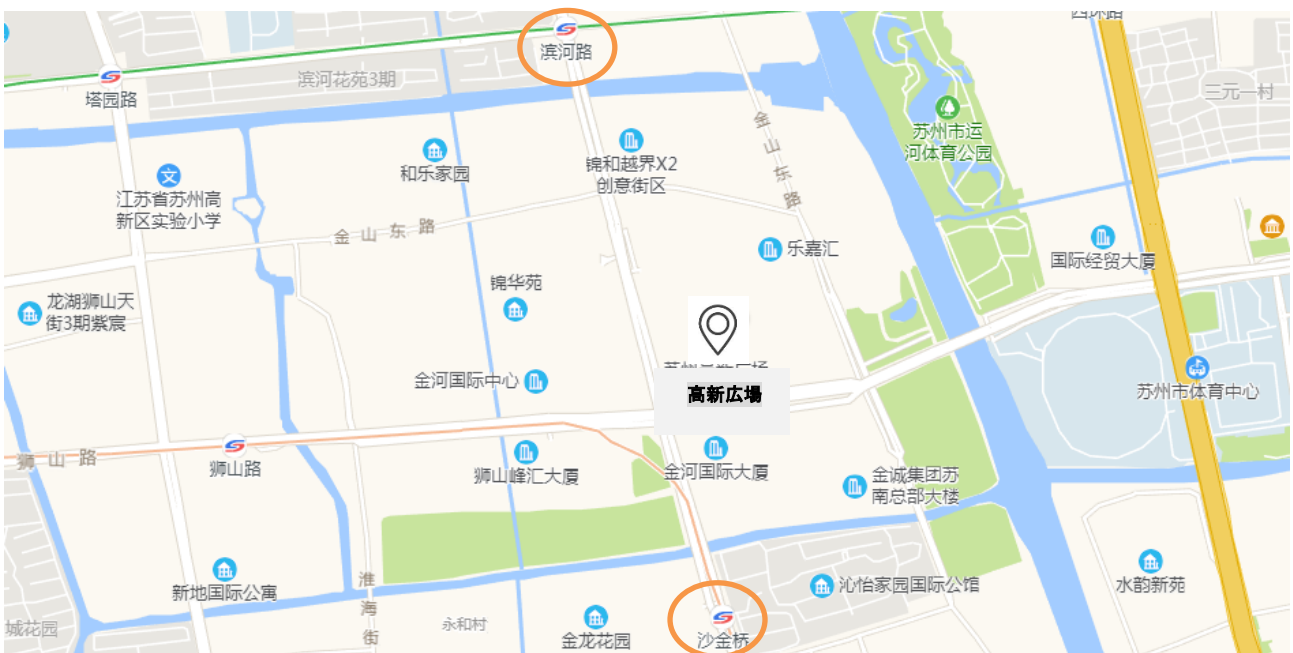 西环路
滨河路
滨河花苑3期
塔园路
三元一村
金山东路
苏州市运
河体育公园
锦和越界X2
创意街区
和乐家园
文
江苏省苏州高
新区实验小学
金山东路
乐嘉汇
国际经贸大厦
锦华苑
龙湖狮山天
街3期紫宸
金河国际中心
高新広場
苏州市体育中心
狮山路
狮山路
狮山峰汇大厦
金河国际大厦
金诚集团苏
南总部大楼
新地国际公寓
淮海街
沁怡家园国际公馆
水韵新苑
城花园
永和村
金龙花园
沙金桥